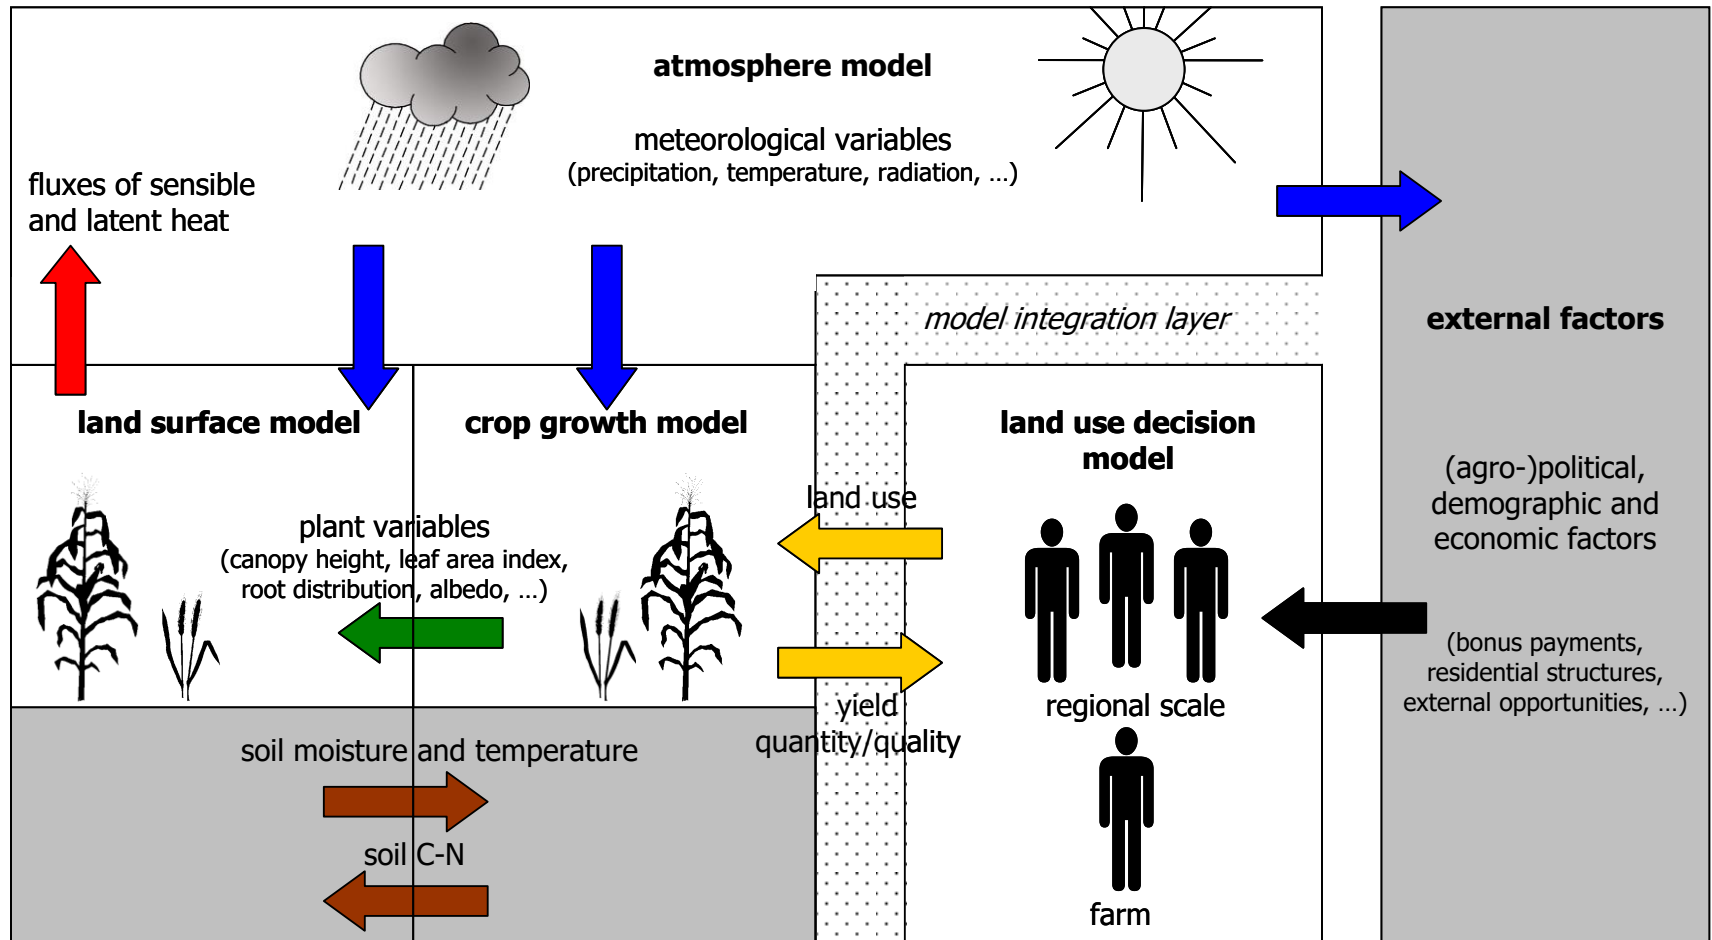 atmosphere model
meteorological variables
(precipitation, temperature, radiation, ...)
fluxes of sensible
and latent heat
model integration layer
external factors
land surface model
crop growth model
land use decision
model
(agro-)political,
demographic and
economic factors
land use
plant variables
(canopy height, leaf area index,
root distribution, albedo, ...)
(bonus payments,
residential structures,
external opportunities, ...)
yield
quantity/quality
regional scale
soil moisture and temperature
soil C-N
farm